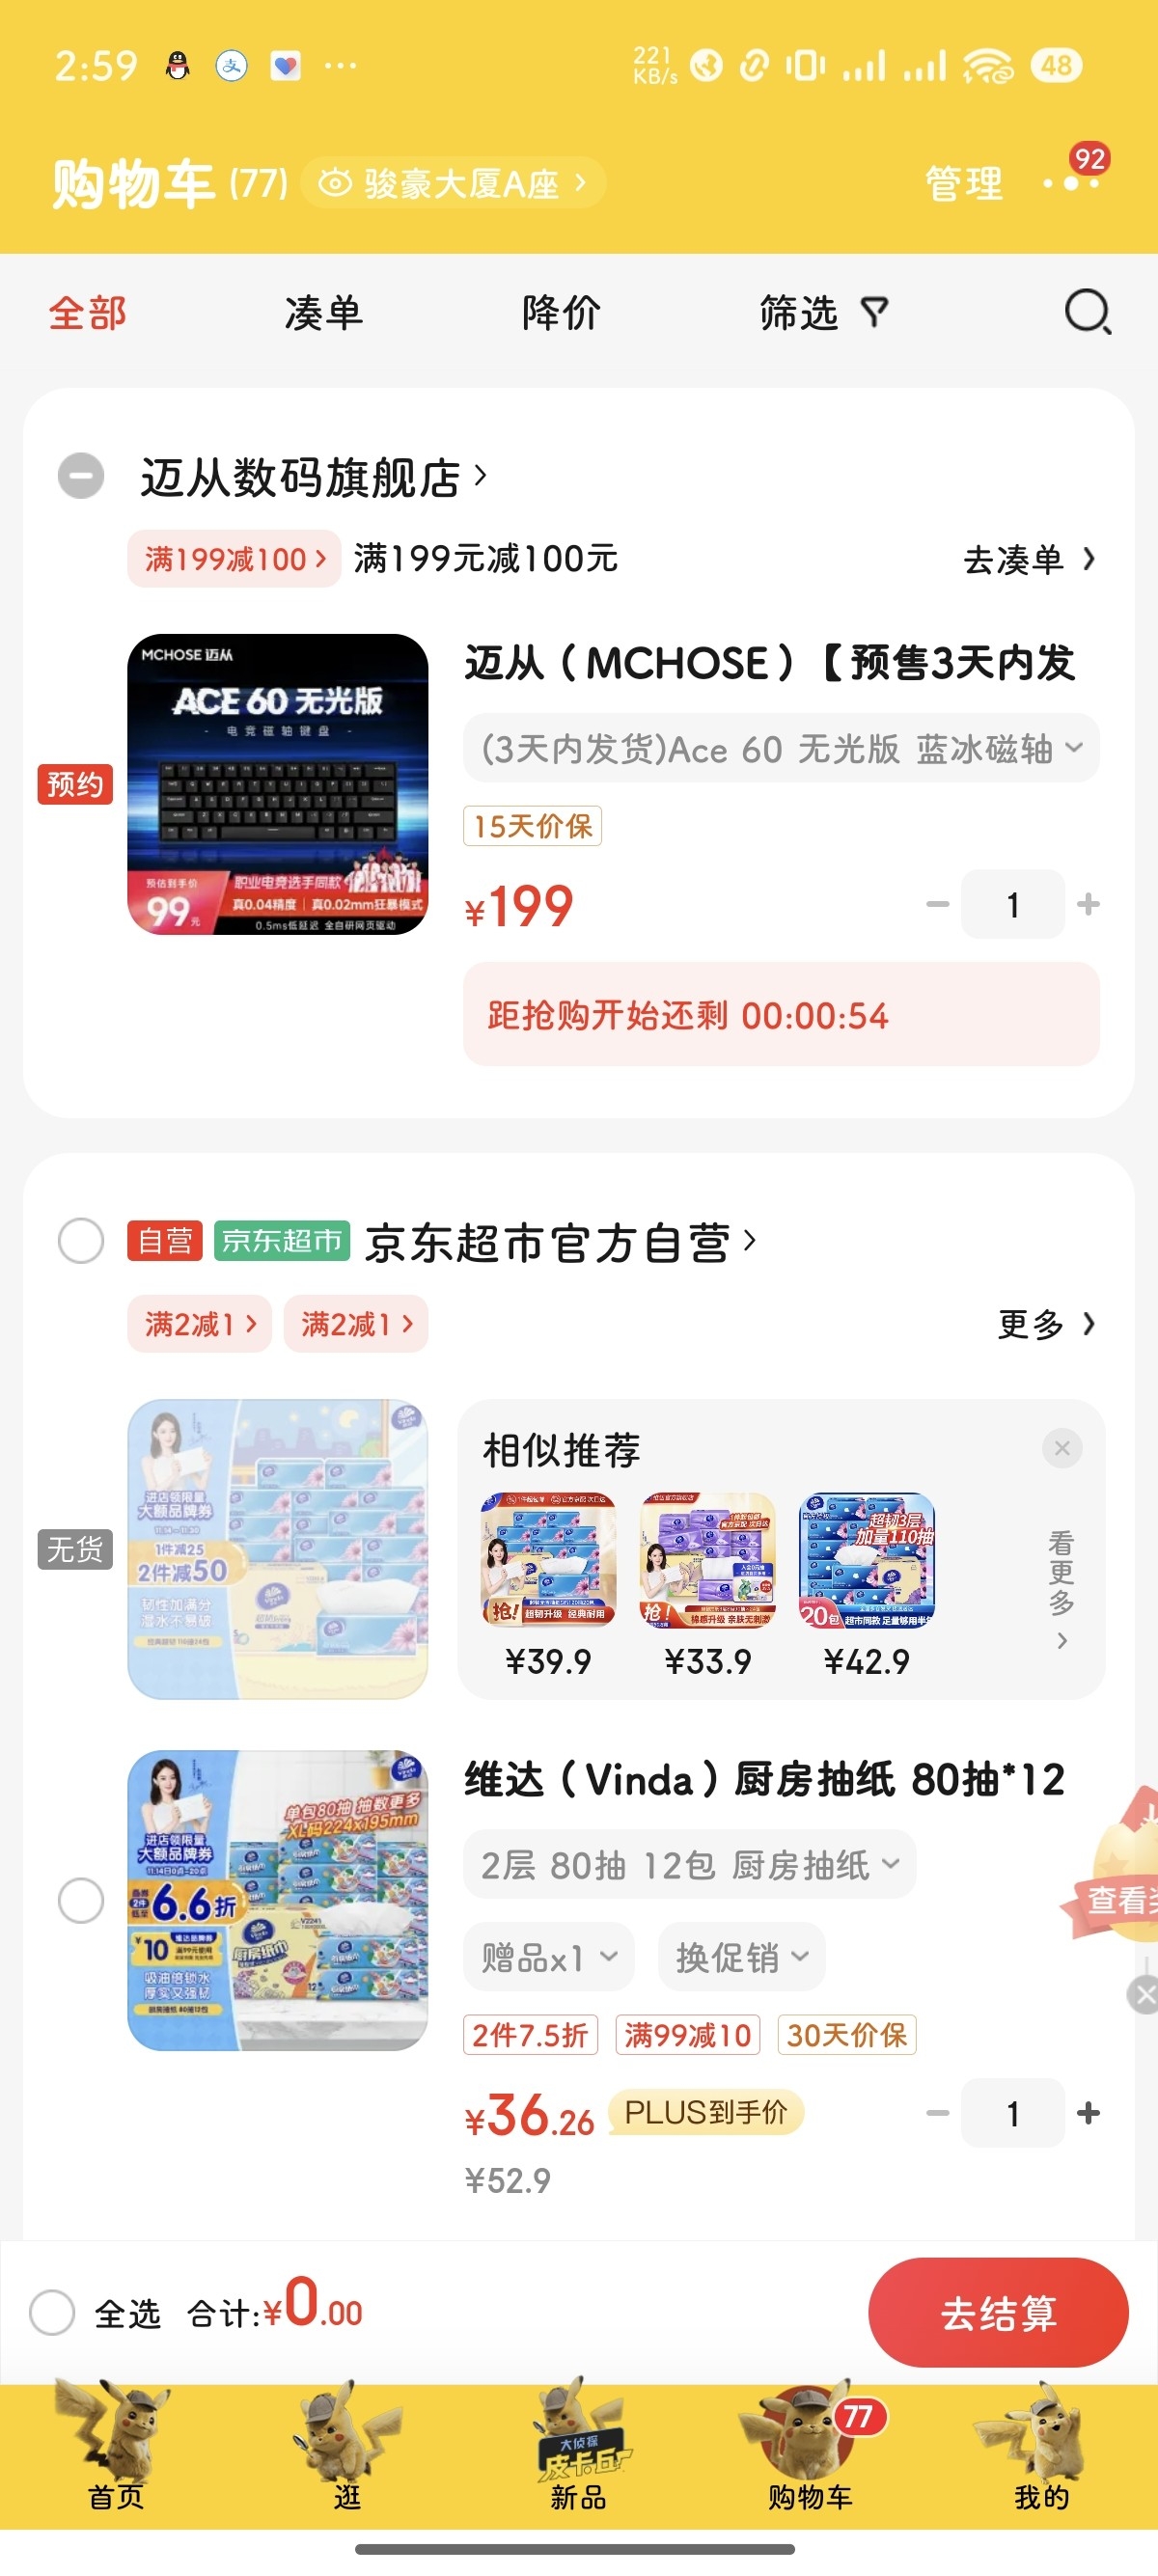 2:59
221 KB/s
48
购物车 (77) 骏豪大厦A座 >
管理
92
全部 凑单 降价 筛选
迈从数码旗舰店 >
满199减100 > 满199元减100元 去凑单 >
预约
MCHOSE 迈从
ACE 60 无光版
- 电竞磁轴键盘 -
预估到手价
99元
职业电竞选手同款
真0.04精度 | 真0.02mm狂暴模式
0.5ms低延迟 全自研网页驱动
迈从（MCHOSE）【预售3天内发
(3天内发货)Ace 60 无光版 蓝冰磁轴
15天价保
¥199
- 1 +
距抢购开始还剩 00:00:54
自营 京东超市 京东超市官方自营 >
满2减1 > 满2减1 > 更多 >
无货
进店领限量
大额品牌券
1件减25
2件减50
韧性加满分
湿水不易破
相似推荐
抢!
超韧升级 经典耐用
¥39.9
抢!
棉感升级 亲肤无刺激
¥33.9
超韧3层
加量110抽
20包
¥42.9
看更多 >
进店领限量
大额品牌券
11月14日0点-20点
单包80抽 抽数更多
XL码224x195mm
6.6折
¥10
吸油倍锁水
厚实又强韧
厨房纸巾
维达（Vinda）厨房抽纸 80抽*12
2层 80抽 12包 厨房抽纸
赠品x1 换促销
2件7.5折 满99减10 30天价保
¥36.26 PLUS到手价
- 1 +
¥52.9
全选 合计:¥0.00 去结算
大侦探
皮卡丘
77
首页 逛 新品 购物车 我的